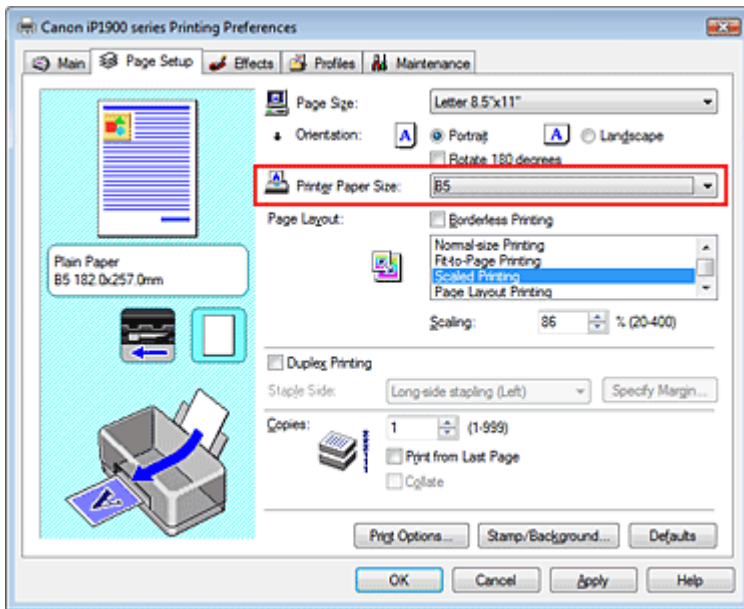 Canon iP1900 series Printing Preferences
Main Page Setup Effects Profiles Maintenance
Page Size: Letter 8.5"x11"
Orientation: A Portrait A Landscape
Rotate 180 degrees
Printer Paper Size: B5
Page Layout: Borderless Printing
Normal-size Printing
Fit-to-Page Printing
Scaled Printing
Page Layout Printing
Plain Paper
B5 182.0x257.0mm
Scaling: 86 % (20-400)
Duplex Printing
Staple Side: Long-side stapling (Left) Specify Margin...
Copies: 1 (1-999)
Print from Last Page
Collate
A
Print Options... Stamp/Background... Defaults
OK Cancel Apply Help